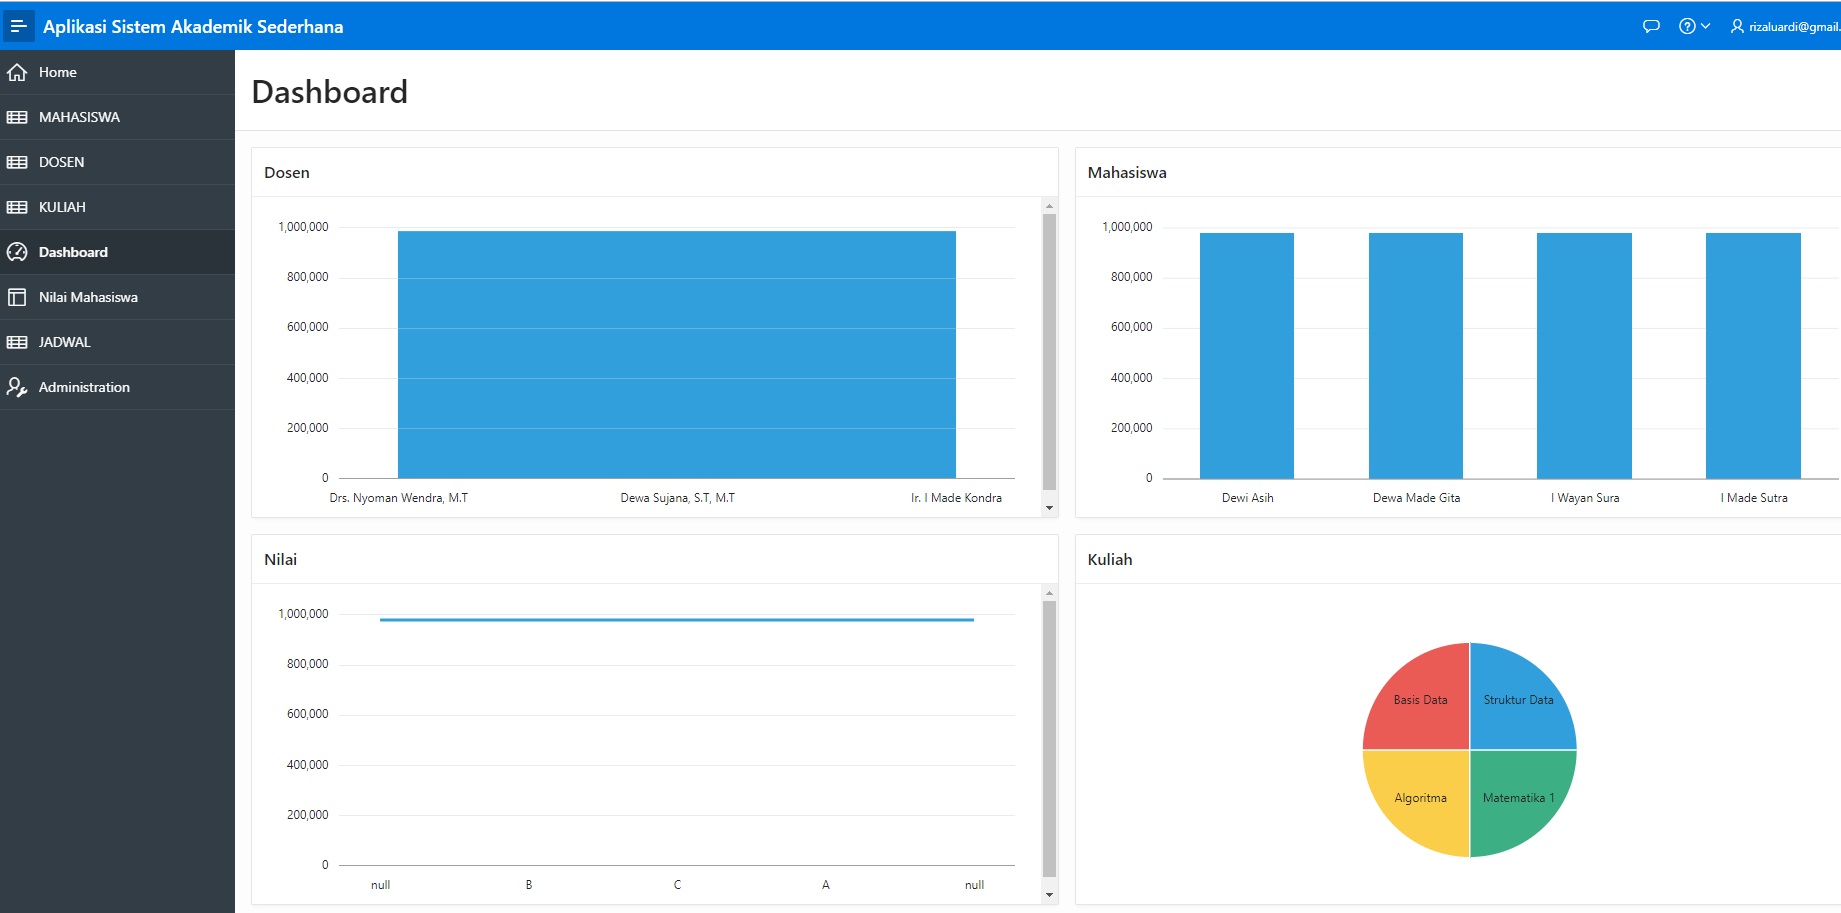 Aplikasi Sistem Akademik Sederhana
rizaluardi@gmail.
Home
MAHASISWA
DOSEN
KULIAH
Dashboard
Nilai Mahasiswa
JADWAL
Administration
Dashboard
Dosen
1,000,000
800,000
600,000
400,000
200,000
0
Drs. Nyoman Wendra, M.T
Dewa Sujana, S.T, M.T
Ir. I Made Kondra
Mahasiswa
1,000,000
800,000
600,000
400,000
200,000
0
Dewi Asih
Dewa Made Gita
I Wayan Sura
I Made Sutra
Nilai
1,000,000
800,000
600,000
400,000
200,000
0
null
B
C
A
null
Kuliah
Basis Data
Struktur Data
Algoritma
Matematika 1